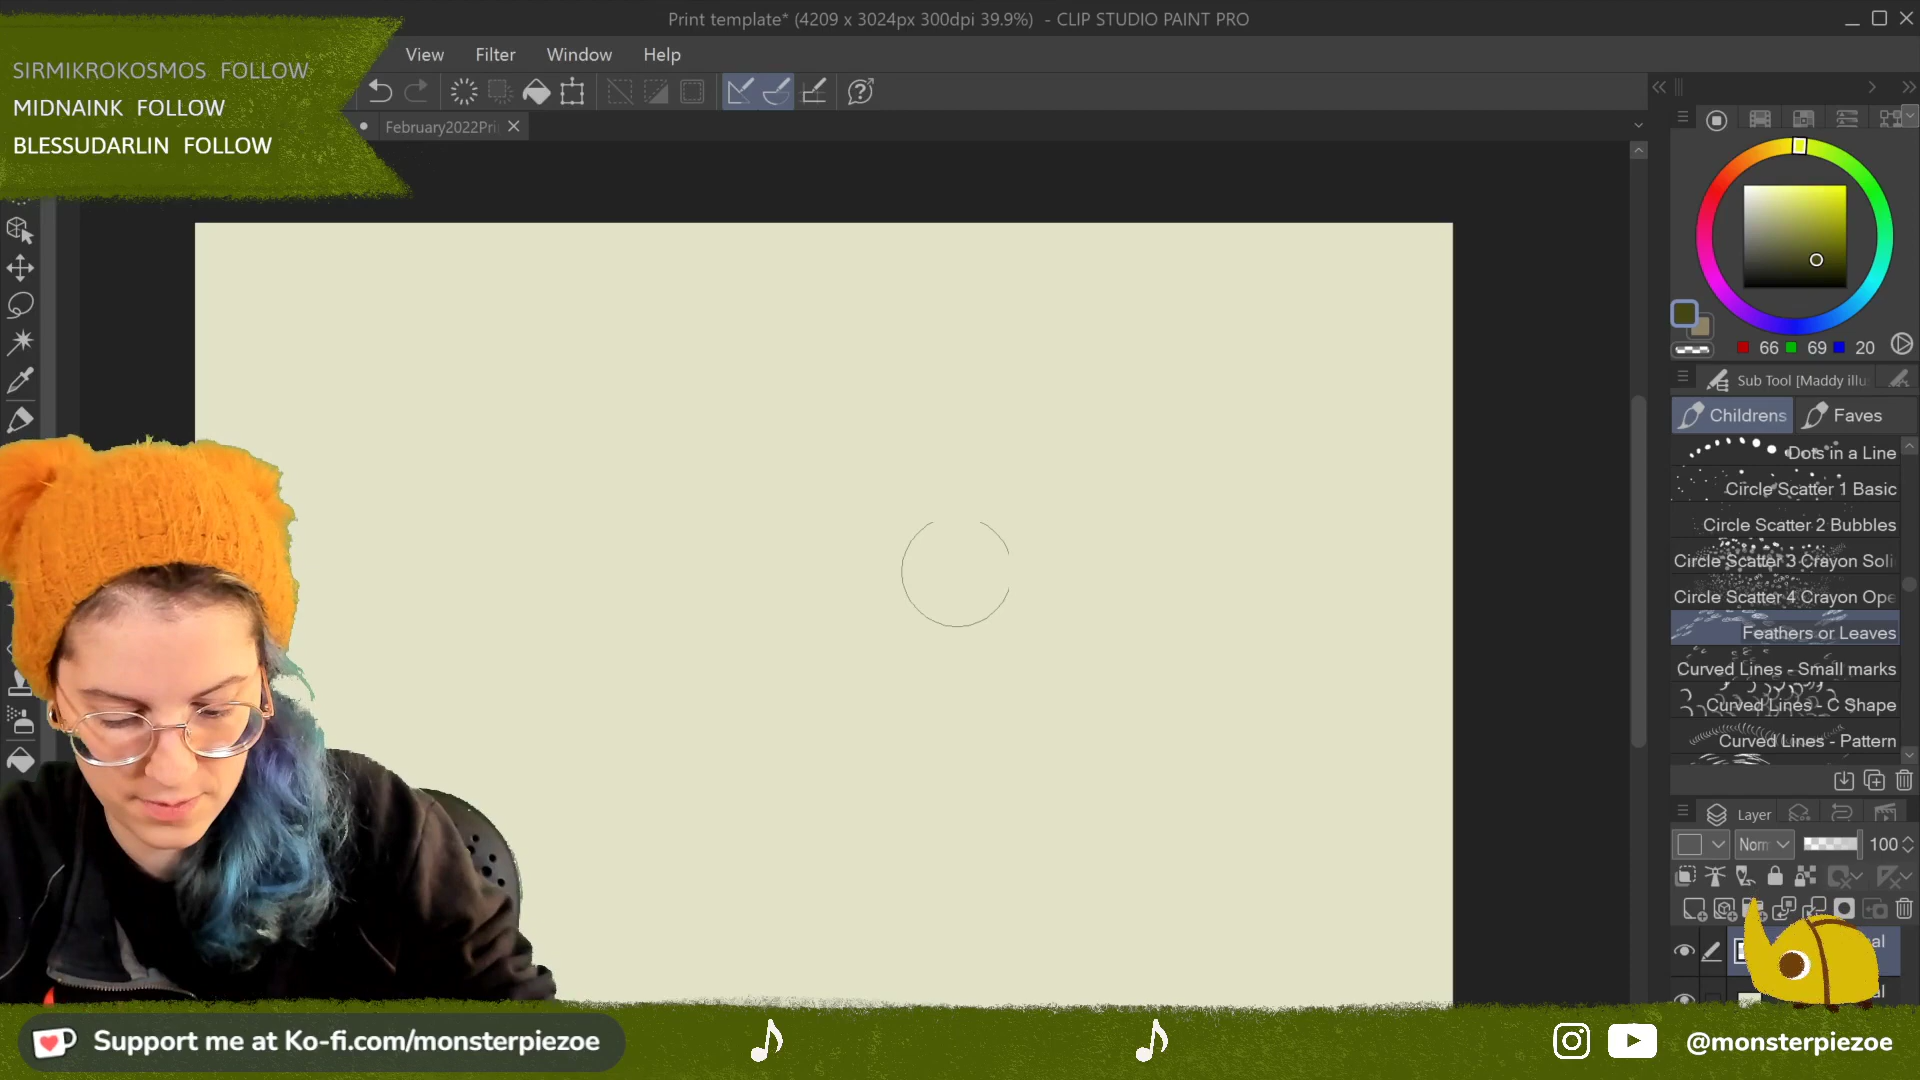 Print template* (4209 x 3024px 300dpi 39.9%) - CLIP STUDIO PAINT PRO
View Filter Window Help
SIRMIKROKOSMOS FOLLOW
MIDNAINK FOLLOW
BLESSUDARLIN FOLLOW
February2022Pri
66 69 20
Sub Tool [Maddy illu
Childrens Faves
Dots in a Line
Circle Scatter 1 Basic
Circle Scatter 2 Bubbles
Circle Scatter 3 Crayon Soli
Circle Scatter 4 Crayon Ope
Feathers or Leaves
Curved Lines - Small marks
Curved Lines - C Shape
Curved Lines - Pattern
Layer
Norm 100
al
al
Support me at Ko-fi.com/monsterpiezoe
@monsterpiezoe